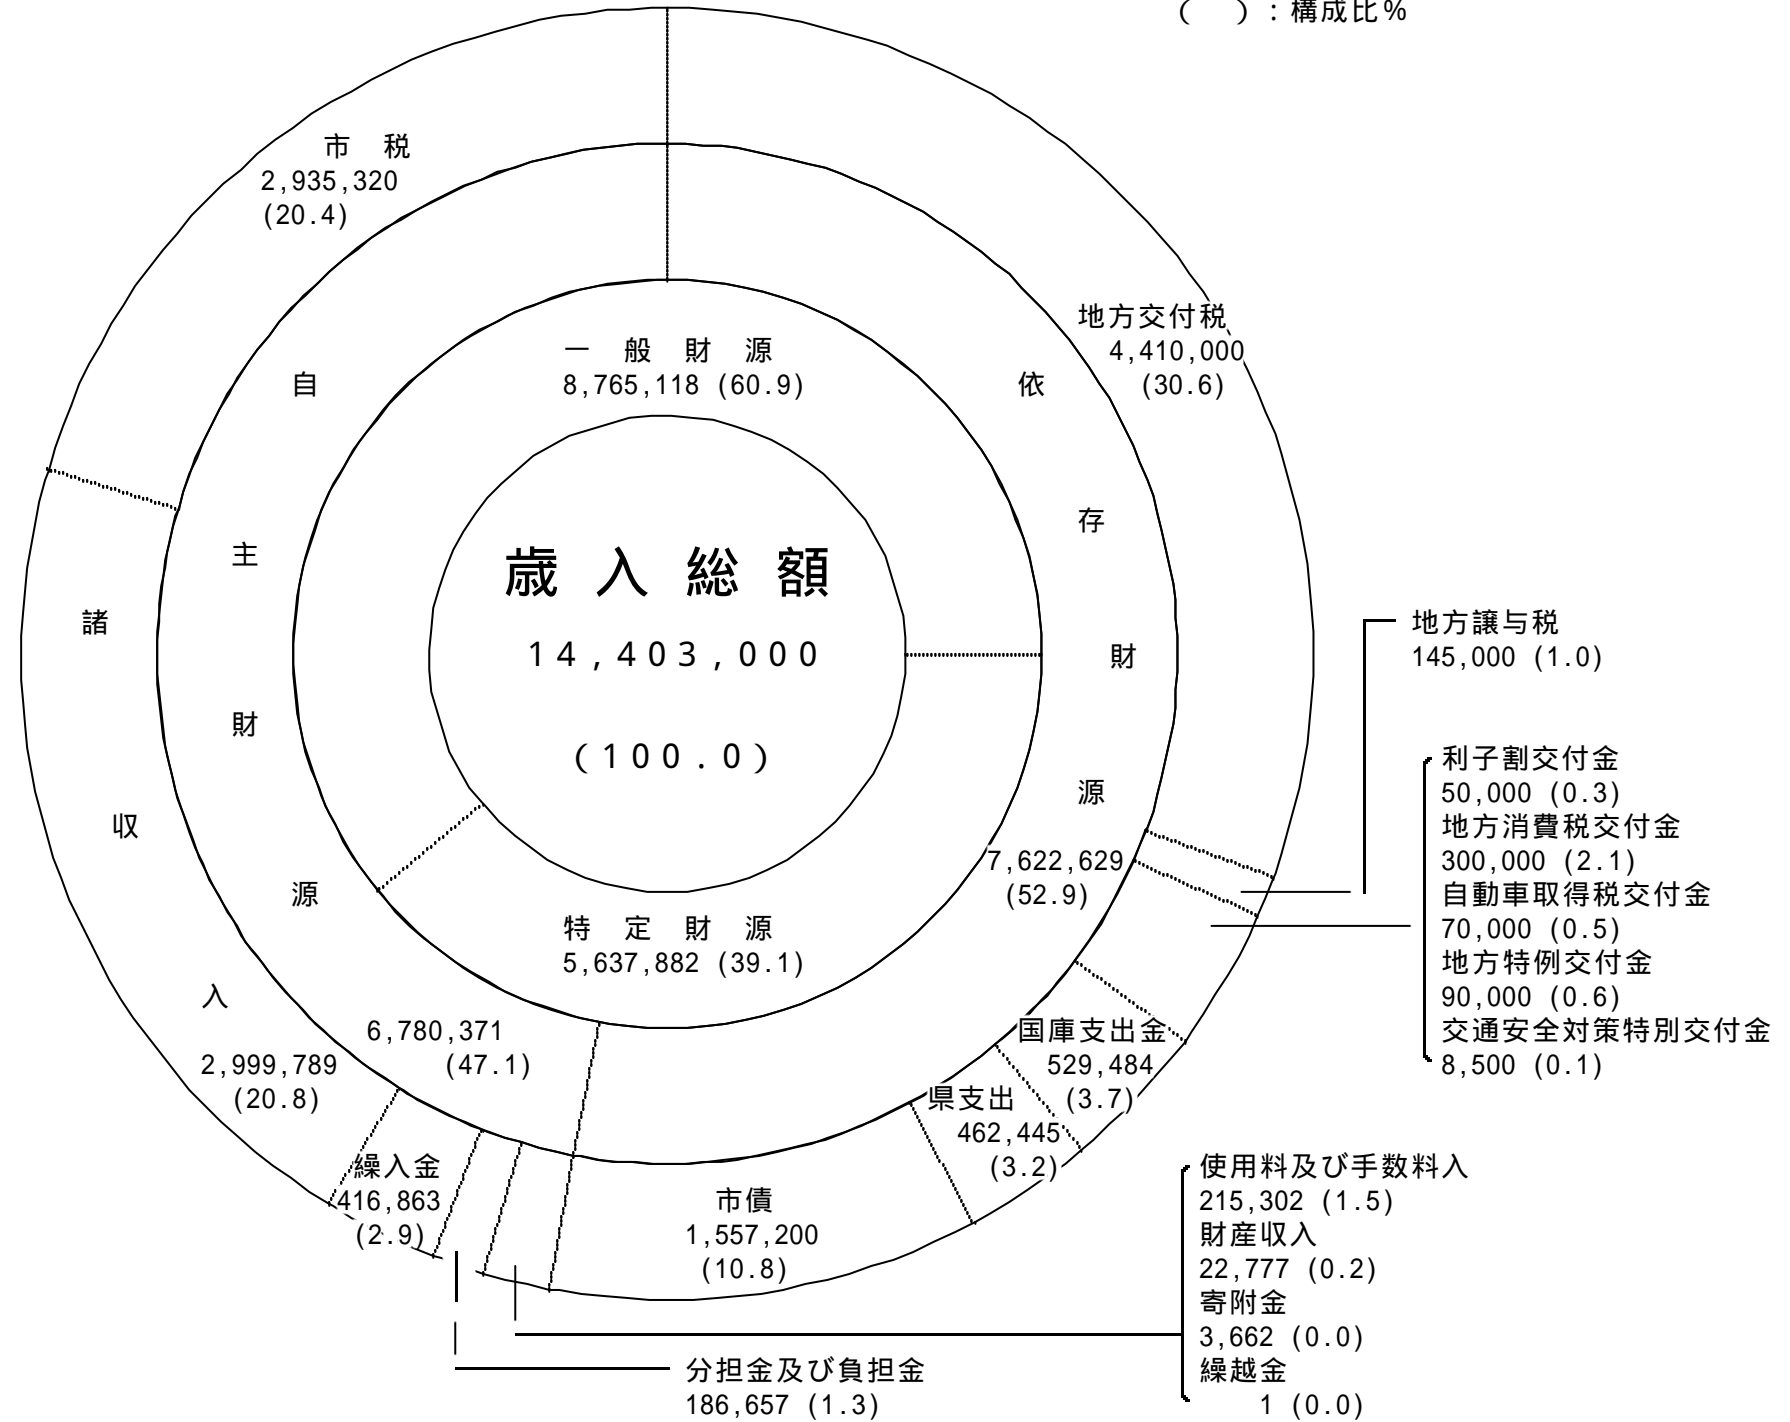 （　）：構成比％
市　税
2,935,320
(20.4)
地方交付税
4,410,000
(30.6)
一　般　財　源
8,765,118 (60.9)
自
主
財
源
6,780,371
(47.1)
依
存
財
源
7,622,629
(52.9)
歳 入 総 額
14,403,000
(100.0)
特　定　財　源
5,637,882 (39.1)
諸
収
入
2,999,789
(20.8)
地方譲与税
145,000 (1.0)
利子割交付金
50,000 (0.3)
地方消費税交付金
300,000 (2.1)
自動車取得税交付金
70,000 (0.5)
地方特例交付金
90,000 (0.6)
交通安全対策特別交付金
8,500 (0.1)
国庫支出金
529,484
(3.7)
県支出
462,445
(3.2)
市債
1,557,200
(10.8)
繰入金
416,863
(2.9)
使用料及び手数料入
215,302 (1.5)
財産収入
22,777 (0.2)
寄附金
3,662 (0.0)
繰越金
1 (0.0)
分担金及び負担金
186,657 (1.3)